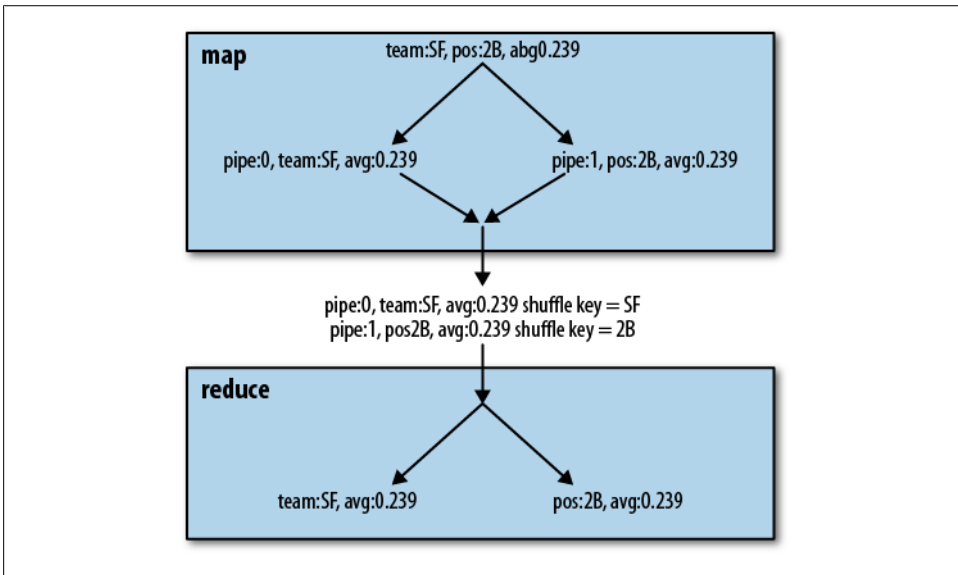 map
team:SF, pos:2B, abg0.239
pipe:0, team:SF, avg:0.239
pipe:1, pos:2B, avg:0.239
pipe:0, team:SF, avg:0.239 shuffle key = SF
pipe:1, pos2B, avg:0.239 shuffle key = 2B
reduce
team:SF, avg:0.239
pos:2B, avg:0.239